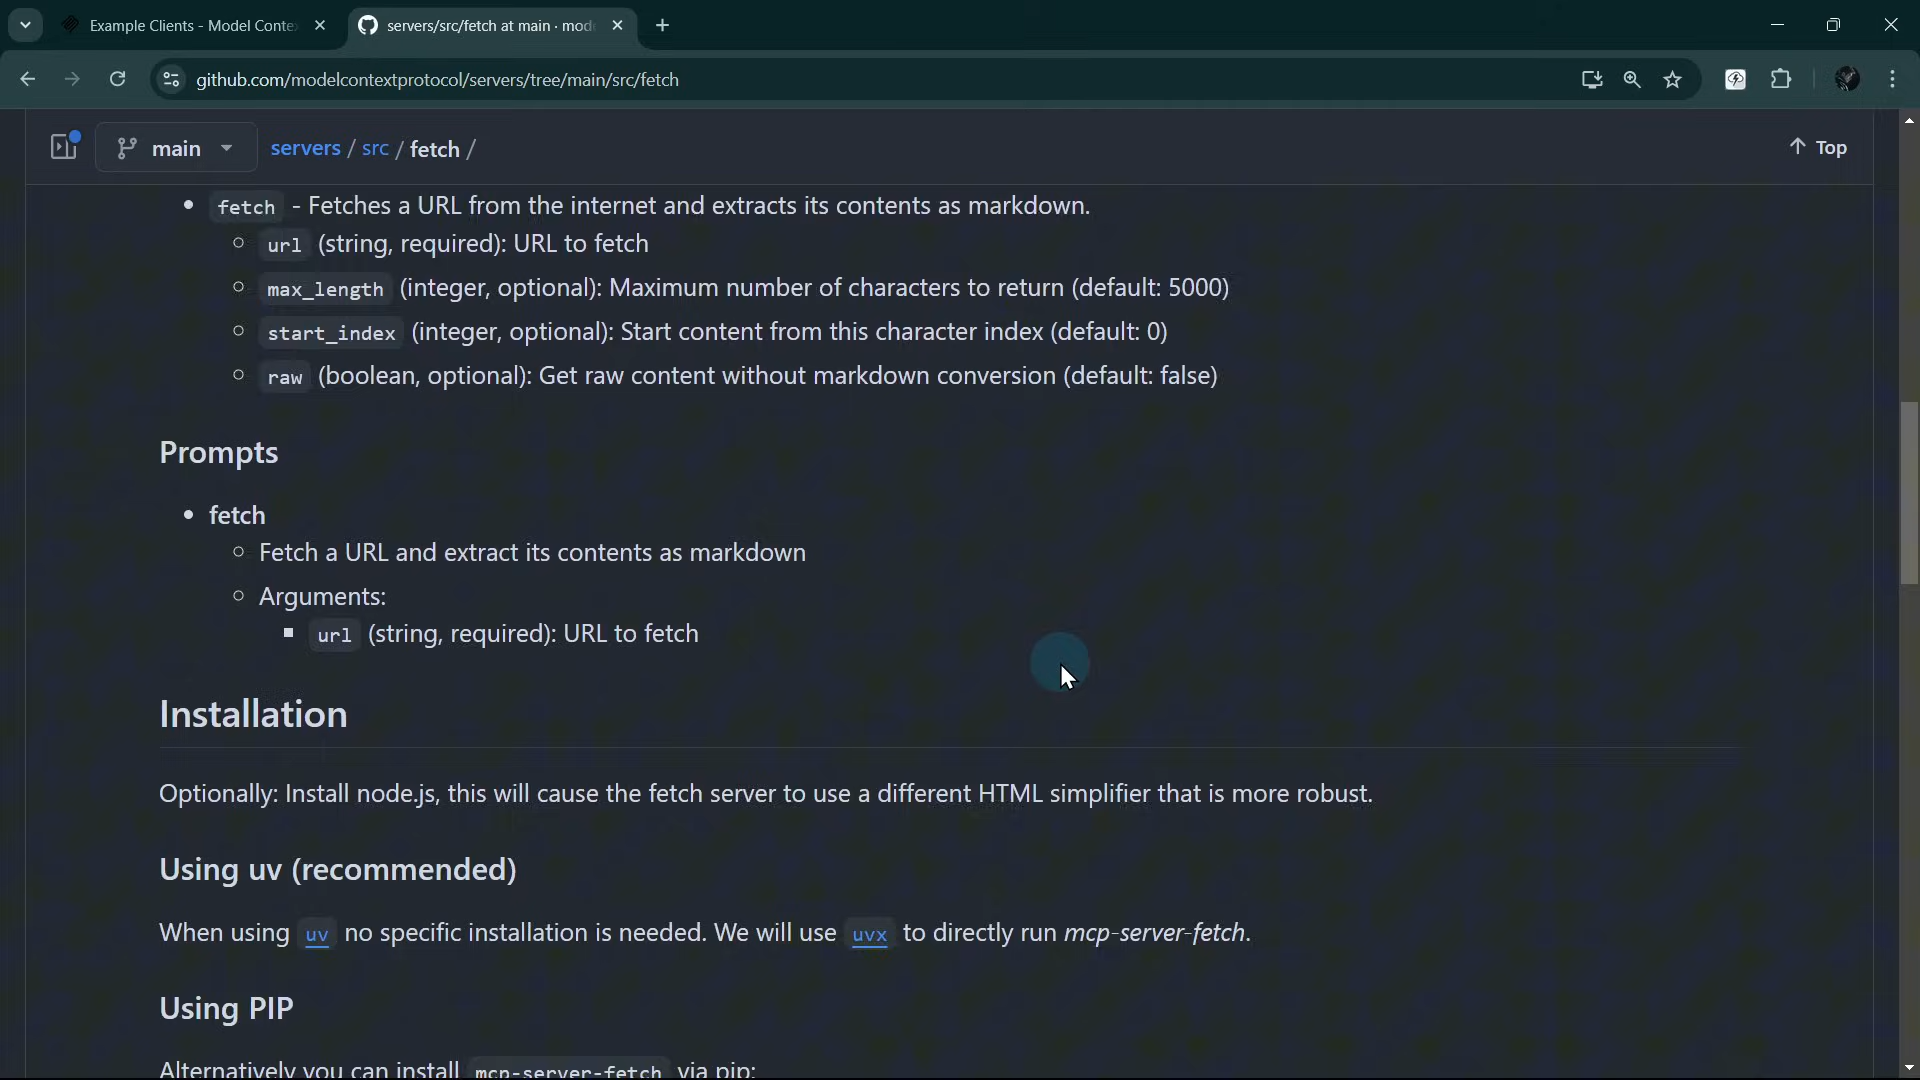 Example Clients - Model Conte
servers/src/fetch at main · mod
github.com/modelcontextprotocol/servers/tree/main/src/fetch
main servers / src / fetch / Top
fetch - Fetches a URL from the internet and extracts its contents as markdown.
url (string, required): URL to fetch
max_length (integer, optional): Maximum number of characters to return (default: 5000)
start_index (integer, optional): Start content from this character index (default: 0)
raw (boolean, optional): Get raw content without markdown conversion (default: false)
Prompts
fetch
Fetch a URL and extract its contents as markdown
Arguments:
url (string, required): URL to fetch
Installation
Optionally: Install node.js, this will cause the fetch server to use a different HTML simplifier that is more robust.
Using uv (recommended)
When using uv no specific installation is needed. We will use uvx to directly run mcp-server-fetch.
Using PIP
Alternatively you can install mcp-server-fetch via pip: